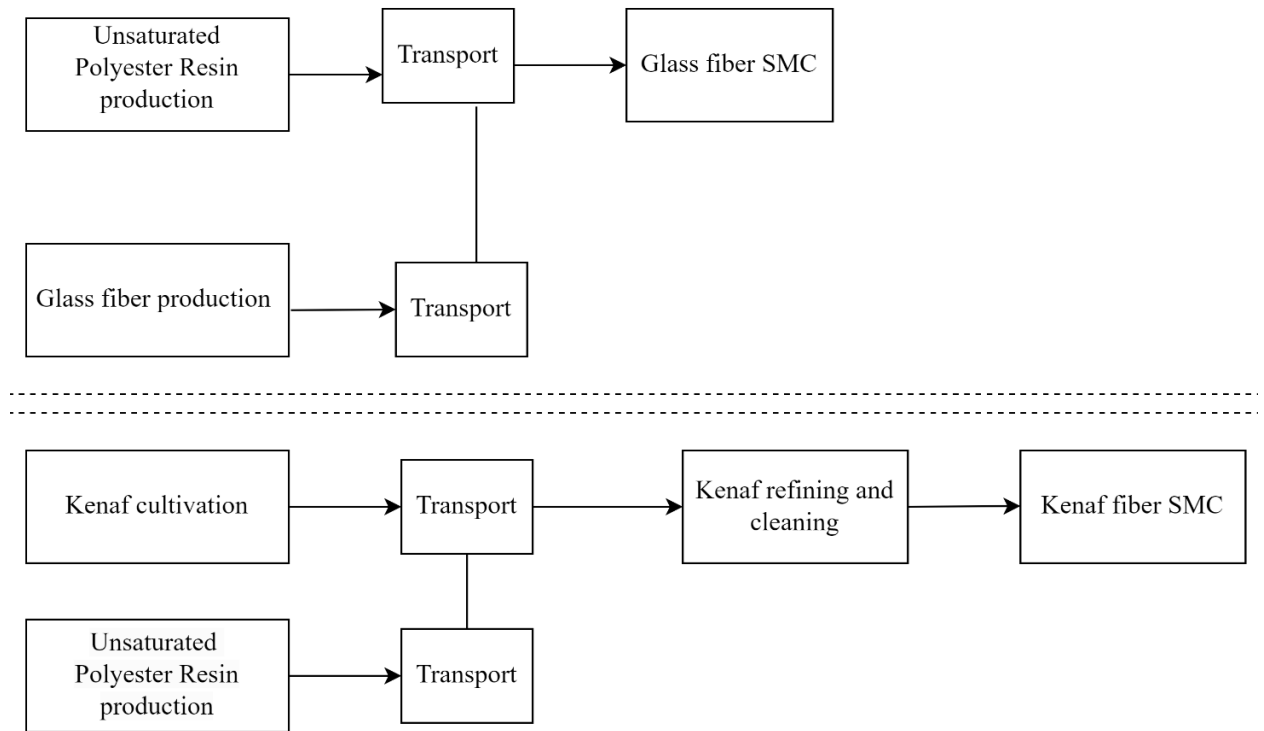 Unsaturated
Polyester Resin
production
Transport
Glass fiber SMC
Glass fiber production
Transport
Kenaf cultivation
Transport
Kenaf refining and
cleaning
Kenaf fiber SMC
Unsaturated
Polyester Resin
production
Transport